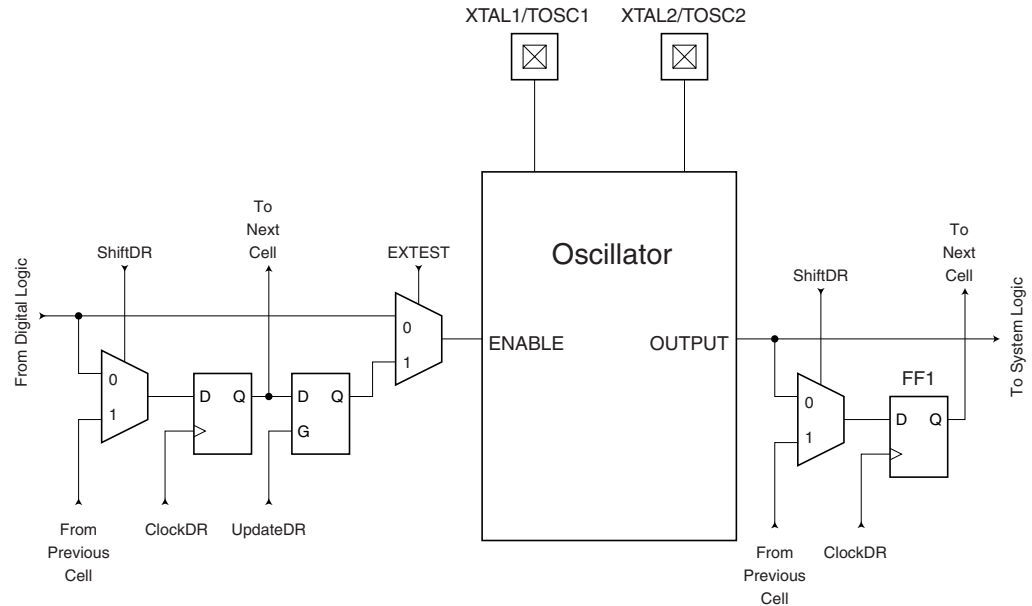 XTAL1/TOSC1
XTAL2/TOSC2
To
Next
Cell
ShiftDR
EXTEST
From Digital Logic
0
1
D Q
D Q
G
0
1
From
Previous
Cell
ClockDR
UpdateDR
Oscillator
ENABLE
OUTPUT
To
Next
Cell
ShiftDR
To System Logic
FF1
0
1
D Q
From
Previous
Cell
ClockDR